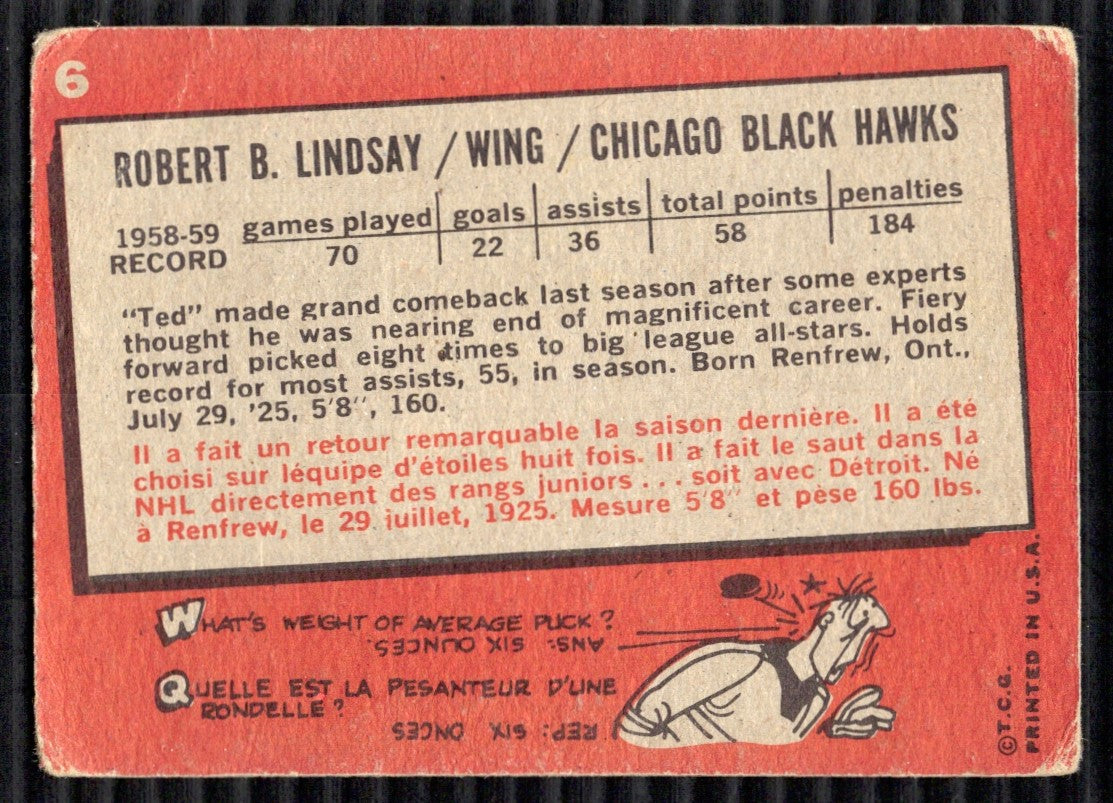 6
ROBERT B. LINDSAY / WING / CHICAGO BLACK HAWKS
1958-59 RECORD
games played goals assists total points penalties
70 22 36 58 184
"Ted" made grand comeback last season after some experts
thought he was nearing end of magnificent career. Fiery
forward picked eight times to big league all-stars. Holds
record for most assists, 55, in season. Born Renfrew, Ont.,
July 29, '25, 5'8", 160.
Il a fait un retour remarquable la saison dernière. Il a été
choisi sur léquipe d'étoiles huit fois. Il a fait le saut dans la
NHL directement des rangs juniors ... soit avec Détroit. Né
à Renfrew, le 29 juillet, 1925. Mesure 5'8" et pèse 160 lbs.
WHAT'S WEIGHT OF AVERAGE PUCK?
ANS: SIX OUNCES.
QUELLE EST LA PESANTEUR D'UNE
RONDELLE?
REP: SIX ONCES
©T.C.G.
PRINTED IN U.S.A.